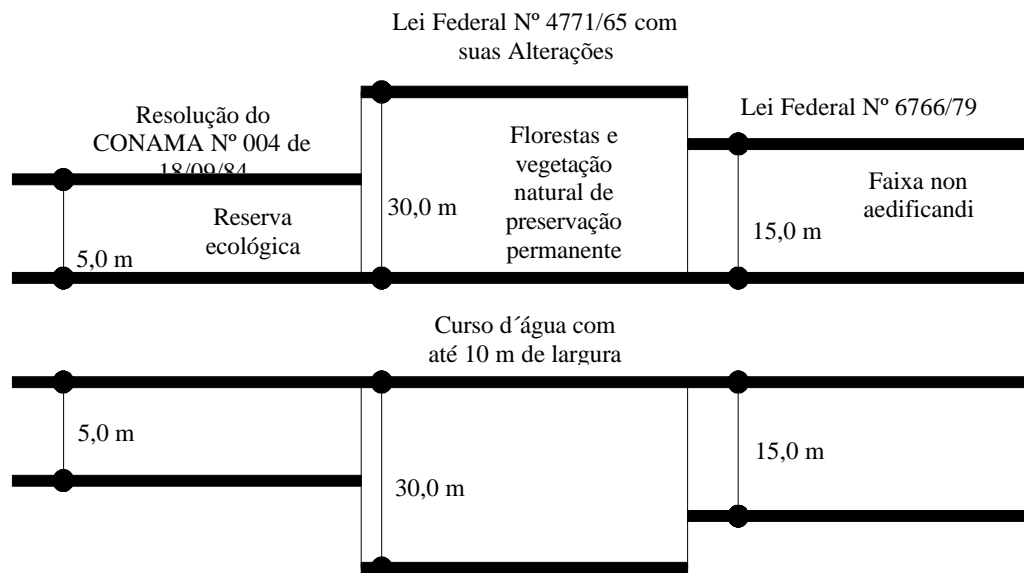 Lei Federal Nº 4771/65 com
suas Alterações
Resolução do
CONAMA Nº 004 de
18/09/84
Lei Federal Nº 6766/79
Reserva
ecológica
5,0 m
30,0 m
Florestas e
vegetação
natural de
preservação
permanente
Faixa non
aedificandi
15,0 m
Curso d´água com
até 10 m de largura
5,0 m
30,0 m
15,0 m